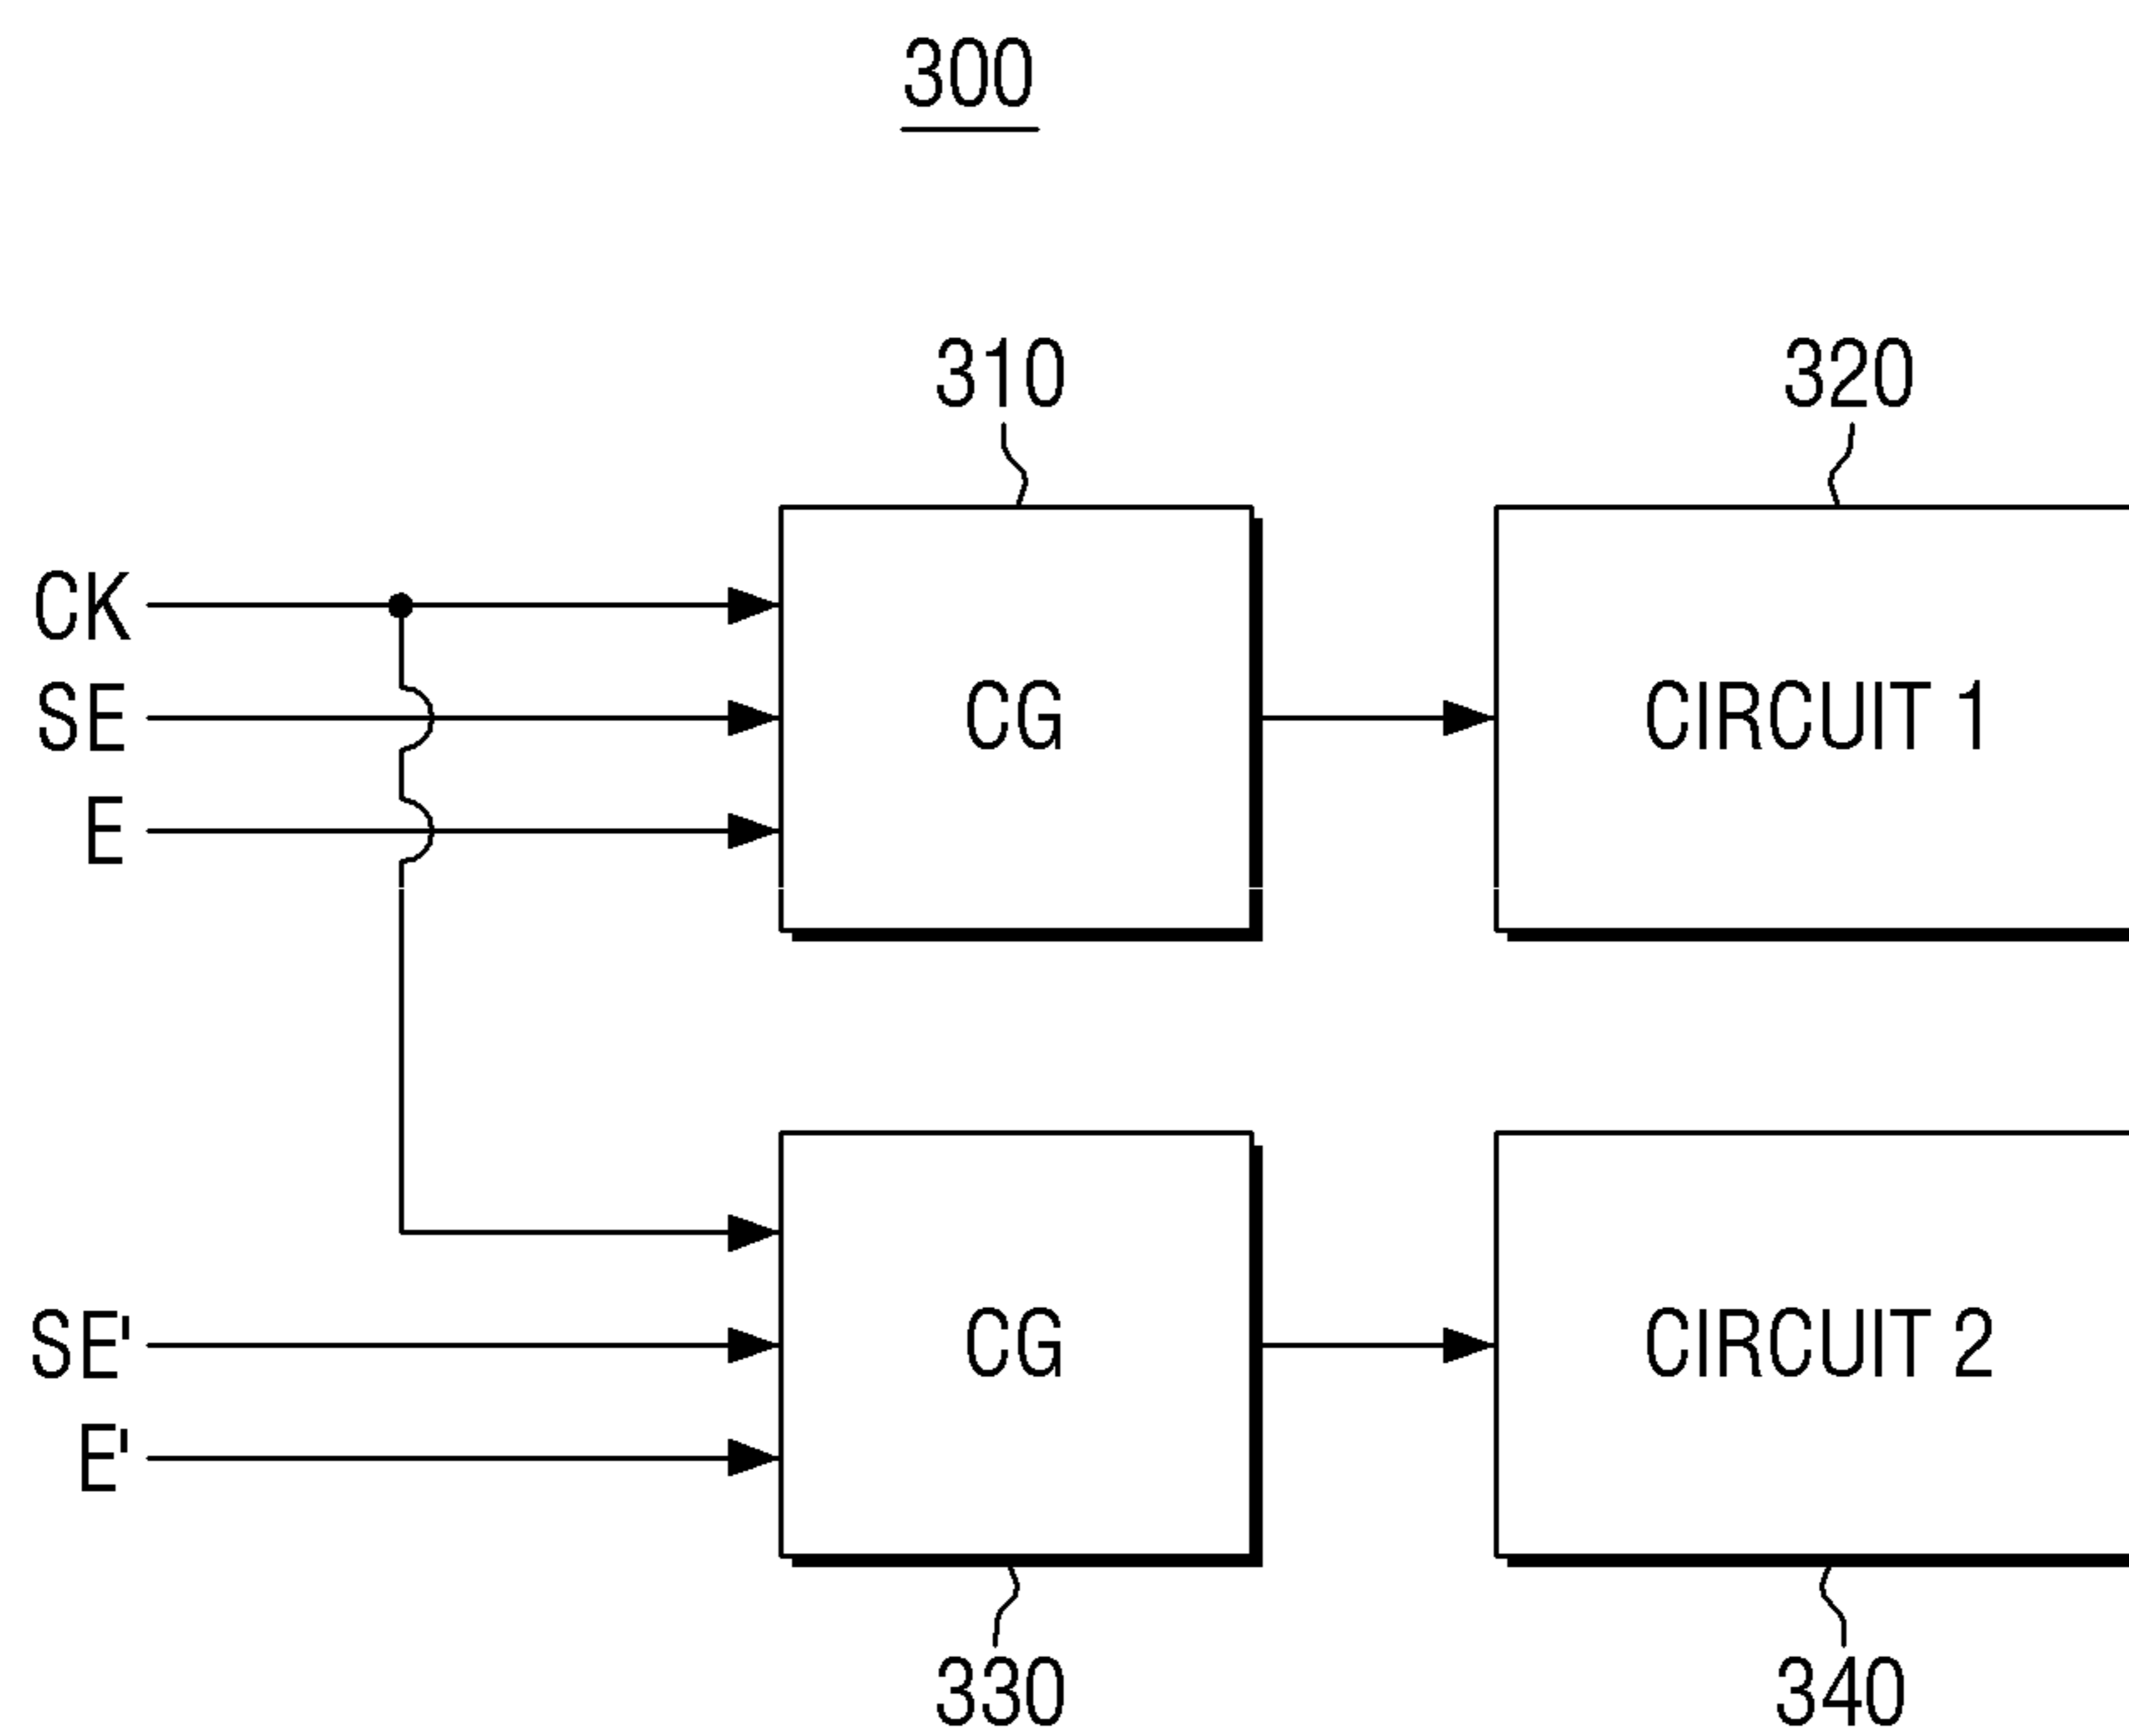 300
310
320
CK
SE
E
CG
CIRCUIT 1
SE'
E'
CG
CIRCUIT 2
330
340